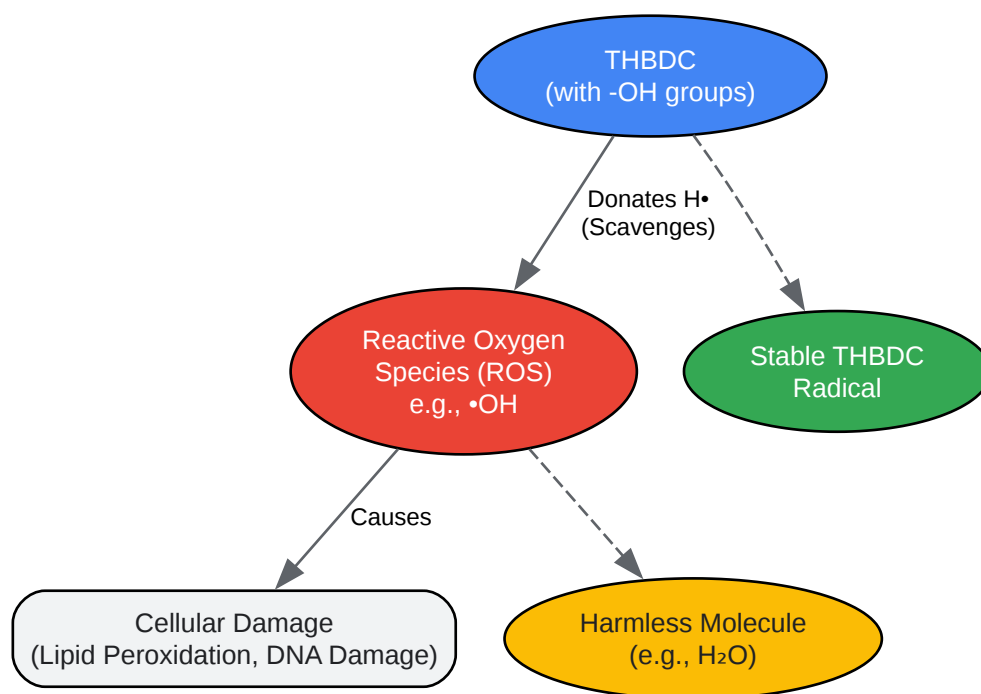 THBDC
(with -OH groups)
Donates H•
(Scavenges)
Reactive Oxygen
Species (ROS)
e.g., •OH
Stable THBDC
Radical
Causes
Cellular Damage
(Lipid Peroxidation, DNA Damage)
Harmless Molecule
(e.g., H₂O)